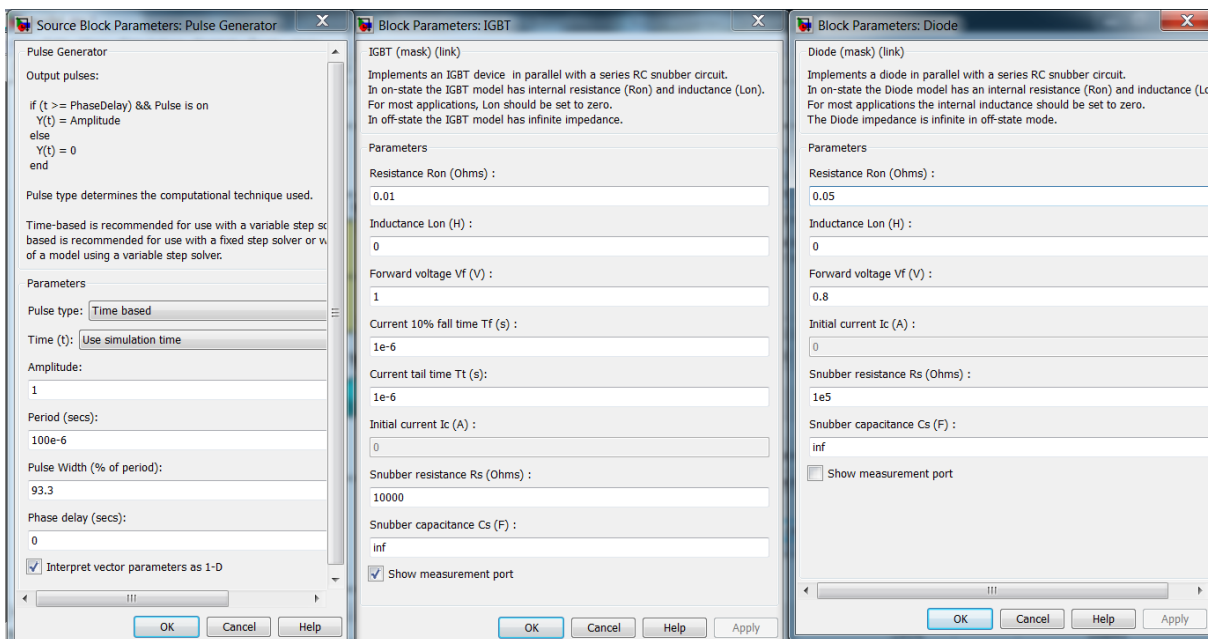 Source Block Parameters: Pulse Generator
X
Pulse Generator
Output pulses:
if (t >= PhaseDelay) && Pulse is on
Y(t) = Amplitude
else
Y(t) = 0
end
Pulse type determines the computational technique used.
Time-based is recommended for use with a variable step
based is recommended for use with a fixed step solver or
of a model using a variable step solver.
Parameters
Pulse type: Time based
Time (t): Use simulation time
Amplitude:
1
Period (secs):
100e-6
Pulse Width (% of period):
93.3
Phase delay (secs):
0
Interpret vector parameters as 1-D
OK Cancel Help
Block Parameters: IGBT
X
IGBT (mask) (link)
Implements an IGBT device in parallel with a series RC snubber circuit.
In on-state the IGBT model has internal resistance (Ron) and inductance (Lon).
For most applications, Lon should be set to zero.
In off-state the IGBT model has infinite impedance.
Parameters
Resistance Ron (Ohms) :
0.01
Inductance Lon (H) :
0
Forward voltage Vf (V) :
1
Current 10% fall time Tf (s) :
1e-6
Current tail time Tt (s):
1e-6
Initial current Ic (A) :
0
Snubber resistance Rs (Ohms) :
10000
Snubber capacitance Cs (F) :
inf
Show measurement port
OK Cancel Help Apply
Block Parameters: Diode
X
Diode (mask) (link)
Implements a diode in parallel with a series RC snubber circuit.
In on-state the Diode model has an internal resistance (Ron) and inductance
For most applications the internal inductance should be set to zero.
The Diode impedance is infinite in off-state mode.
Parameters
Resistance Ron (Ohms) :
0.05
Inductance Lon (H) :
0
Forward voltage Vf (V) :
0.8
Initial current Ic (A) :
0
Snubber resistance Rs (Ohms) :
1e5
Snubber capacitance Cs (F) :
inf
Show measurement port
OK Cancel Help Apply